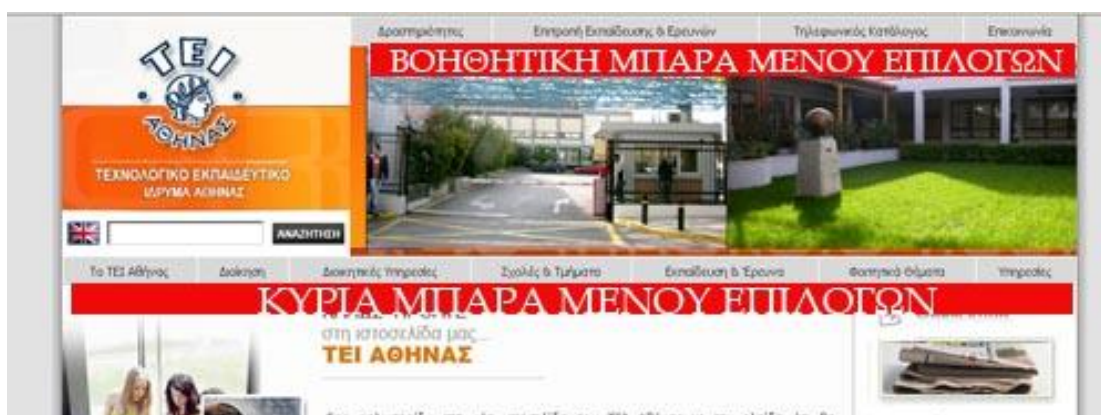 Δραστηριότητες Επιτροπή Εκπαίδευσης & Ερευνών Τηλεφωνικός Κατάλογος Επικοινωνία
ΒΟΗΘΗΤΙΚΗ ΜΠΑΡΑ ΜΕΝΟΥ ΕΠΙΛΟΓΩΝ
ΤΕΙ
ΑΘΗΝΑΣ
ΤΕΧΝΟΛΟΓΙΚΟ ΕΚΠΑΙΔΕΥΤΙΚΟ
ΙΔΡΥΜΑ ΑΘΗΝΑΣ
ΑΝΑΖΗΤΗΣΗ
Το ΤΕΙ Αθήνας Διοίκηση Διοικητικές Υπηρεσίες Σχολές & Τμήματα Εκπαίδευση & Έρευνα Φοιτητικά Θέματα Υπηρεσίες
ΚΥΡΙΑ ΜΠΑΡΑ ΜΕΝΟΥ ΕΠΙΛΟΓΩΝ
στη ιστοσελίδα μας...
ΤΕΙ ΑΘΗΝΑΣ